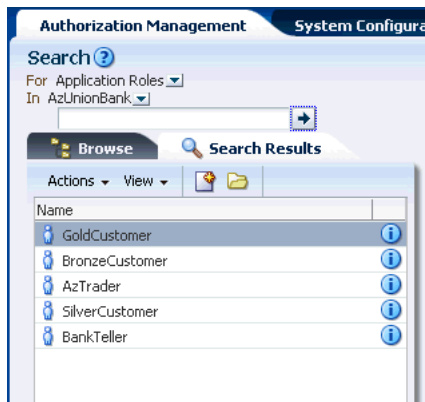 Authorization Management System Configura
Search
For Application Roles
In AzUnionBank
Browse Search Results
Actions View
Name
GoldCustomer
BronzeCustomer
AzTrader
SilverCustomer
BankTeller